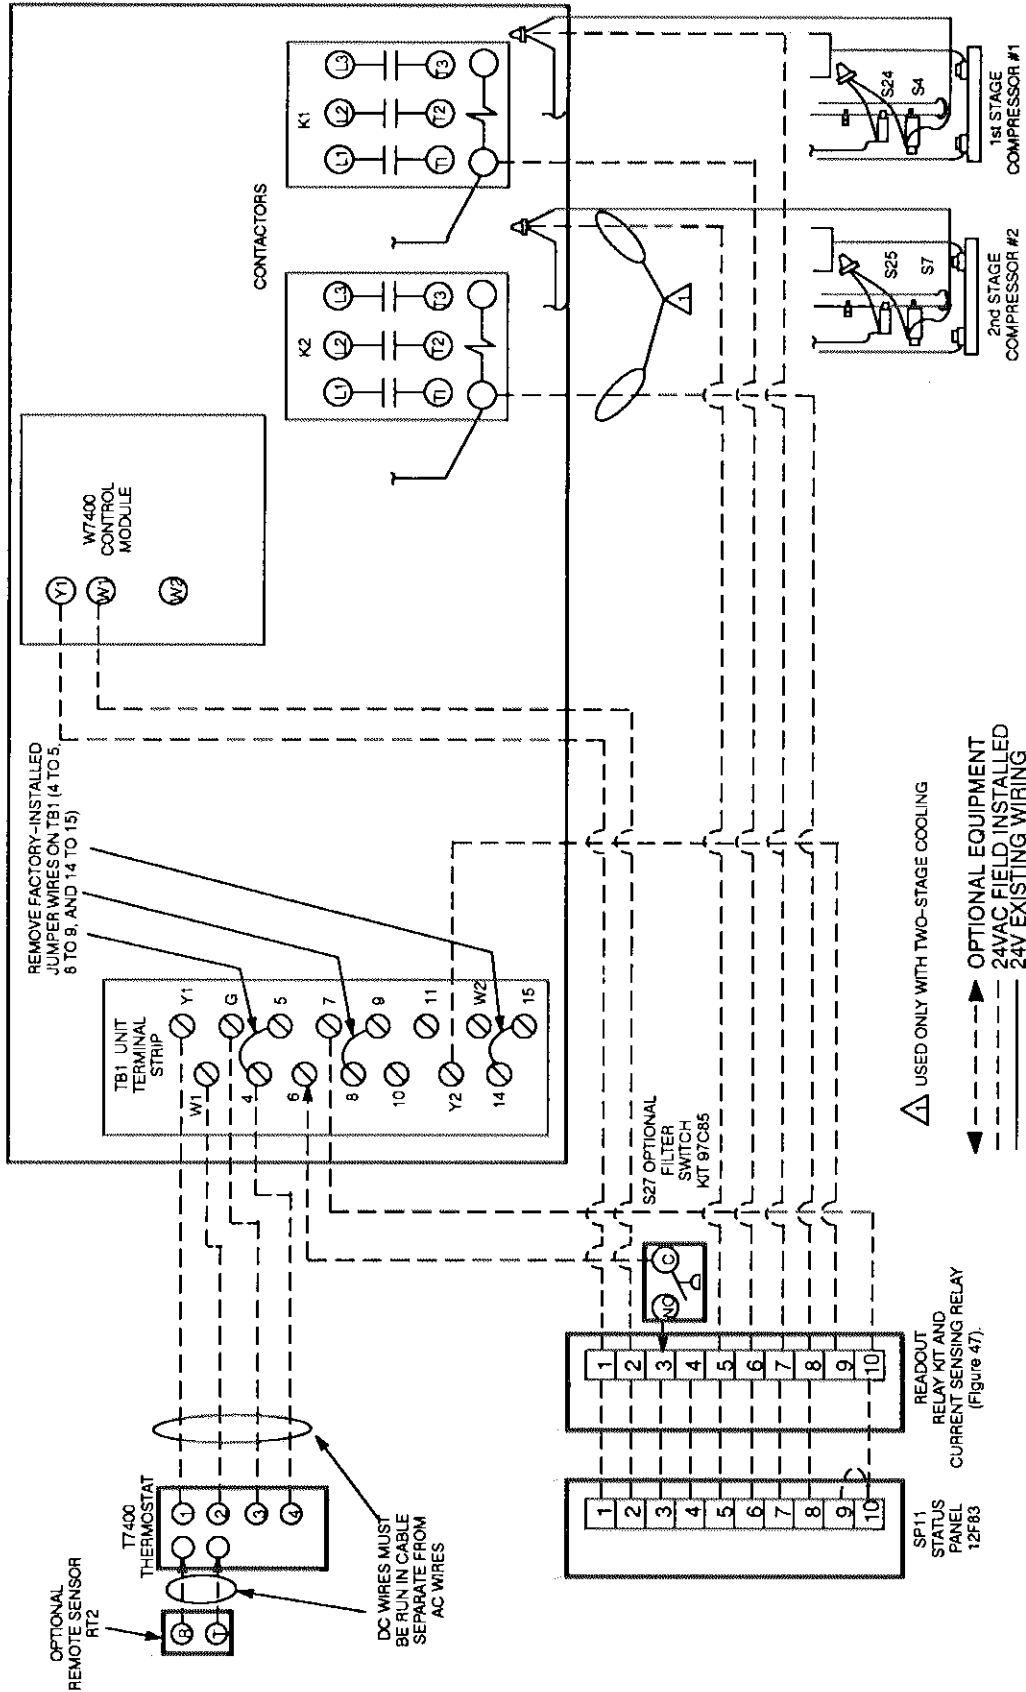 OPTIONAL
REMOTE SENSOR
RT2
R
T
T7400
THERMOSTAT
1
2
3
4
DC WIRES MUST
BE RUN IN CABLE
SEPARATE FROM
AC WIRES
REMOVE FACTORY-INSTALLED
JUMPER WIRES ON TB1 (4 TO 5,
8 TO 9, AND 14 TO 15)
TB1 UNIT
TERMINAL
STRIP
Y1
W1
G
4
5
6
7
8
9
10
11
Y2
W2
14
15
W7400
CONTROL
MODULE
Y1
W1
W2
CONTACTORS
K2
L1
L2
L3
T1
T2
T3
K1
L1
L2
L3
T1
T2
T3
S27 OPTIONAL
FILTER
SWITCH
KIT 97C85
NO
C
1
2
3
4
5
6
7
8
9
10
SP11
STATUS
PANEL
12F83
1
2
3
4
5
6
7
8
9
10
READOUT
RELAY KIT AND
CURRENT SENSING RELAY
(Figure 47).
1
S25
S7
2nd STAGE
COMPRESSOR #2
S24
S4
1st STAGE
COMPRESSOR #1
1 USED ONLY WITH TWO-STAGE COOLING
OPTIONAL EQUIPMENT
24VAC FIELD INSTALLED
24V EXISTING WIRING